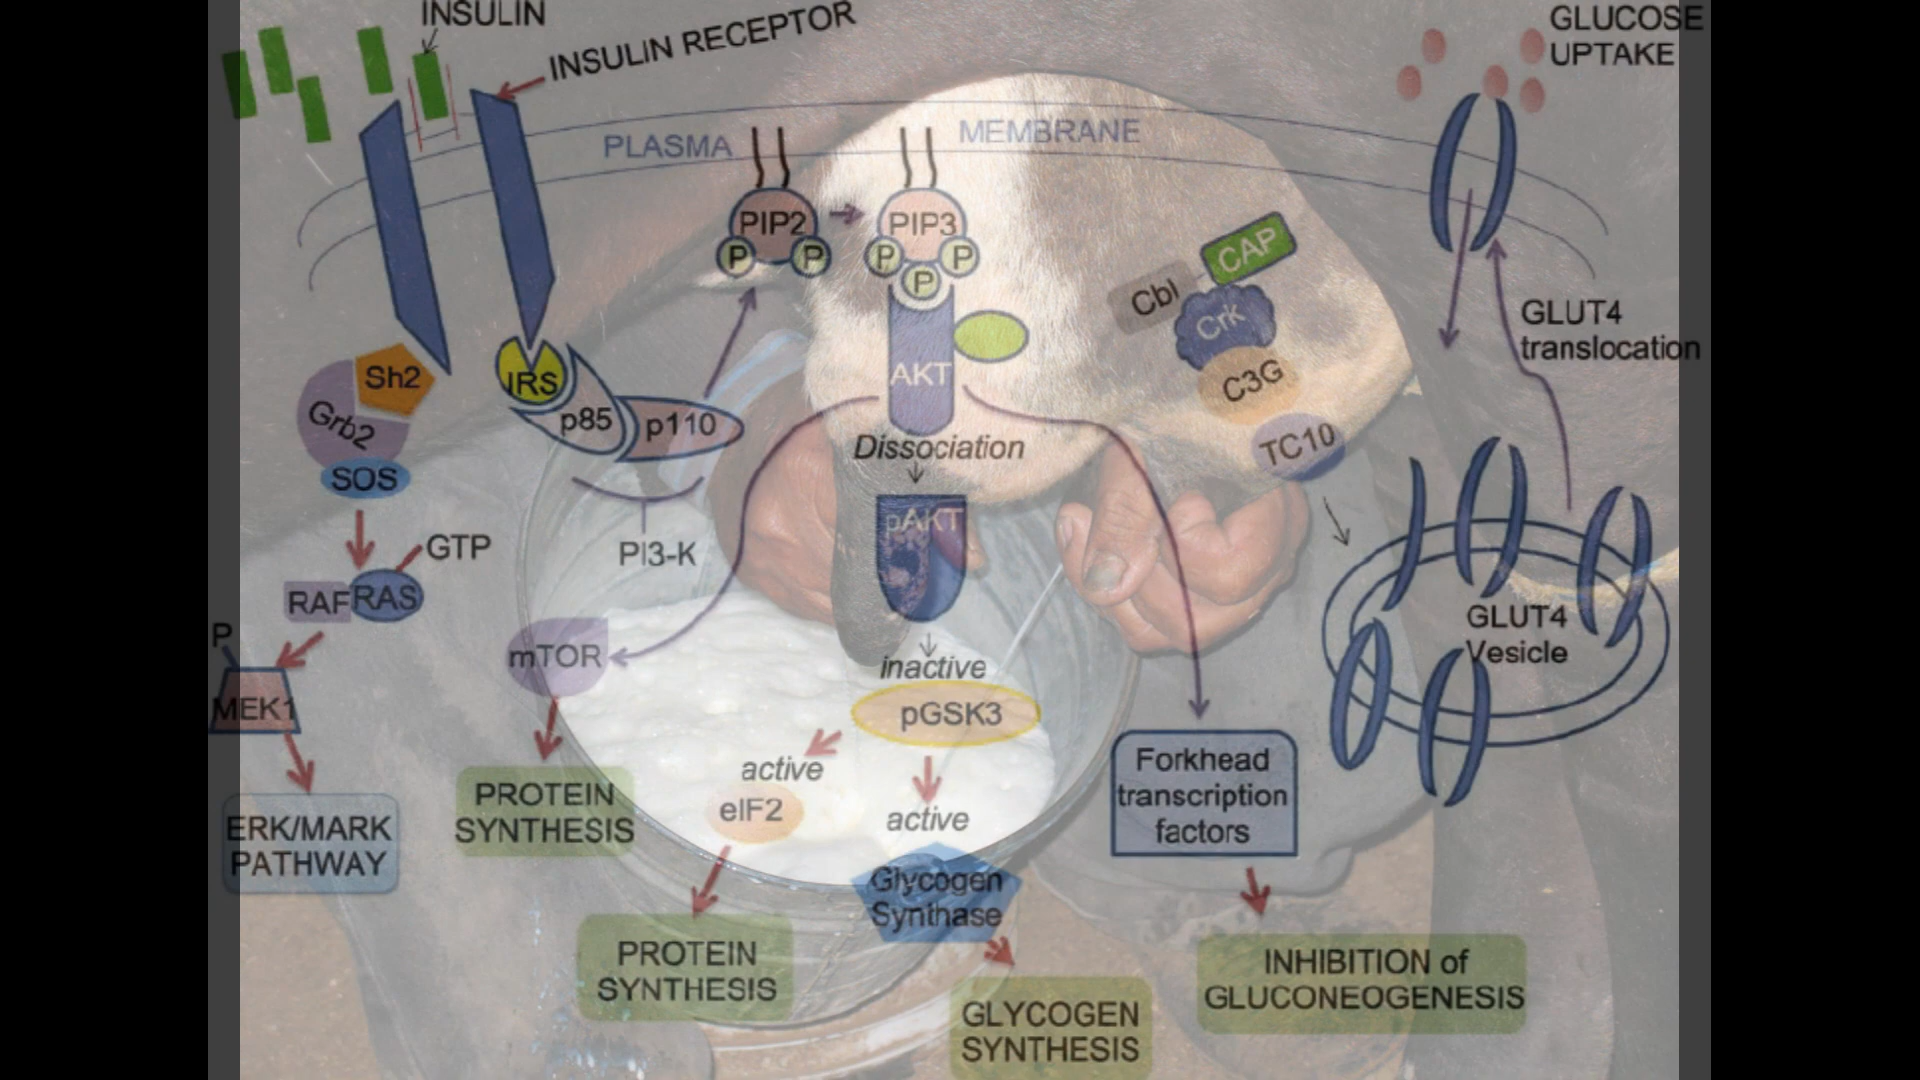 INSULIN
INSULIN RECEPTOR
GLUCOSE
UPTAKE
PLASMA
MEMBRANE
PIP2
PIP3
P
P
P
P
P
CAP
Cbl
Crk
C3G
TC10
GLUT4
translocation
Sh2
Grb2
SOS
IRS
p85
p110
AKT
Dissociation
pAKT
PI3-K
GTP
RAF
RAS
P
MEK1
mTOR
inactive
pGSK3
GLUT4
Vesicle
active
eIF2
active
Forkhead
transcription
factors
PROTEIN
SYNTHESIS
ERK/MARK
PATHWAY
Glycogen
Synthase
PROTEIN
SYNTHESIS
GLYCOGEN
SYNTHESIS
INHIBITION of
GLUCONEOGENESIS